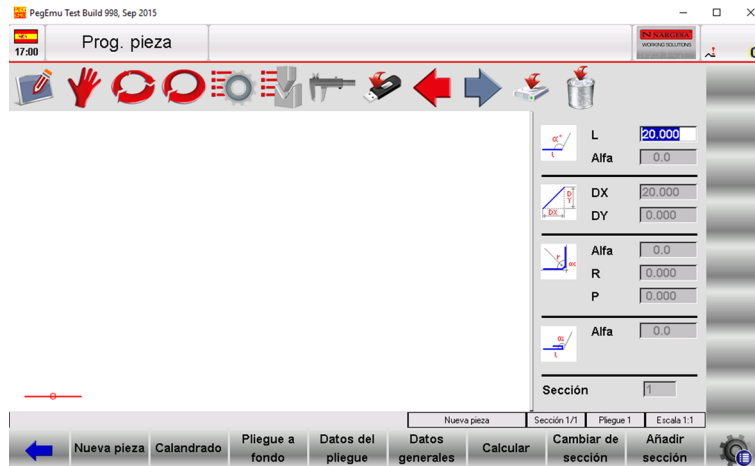 PegEmu Test Build 998, Sep 2015
17:00
Prog. pieza
NARGESA
WORKING SOLUTIONS
α°
L
L
20.000
Alfa
0.0
DY
DX
DX
20.000
DY
0.000
Alfa
0.0
R
0.000
P
0.000
Alfa
0.0
L
Sección
1
Nueva pieza
Sección 1/1
Pliegue 1
Escala 1:1
Nueva pieza
Calandrado
Pliegue a
fondo
Datos del
pliegue
Datos
generales
Calcular
Cambiar de
sección
Añadir
sección